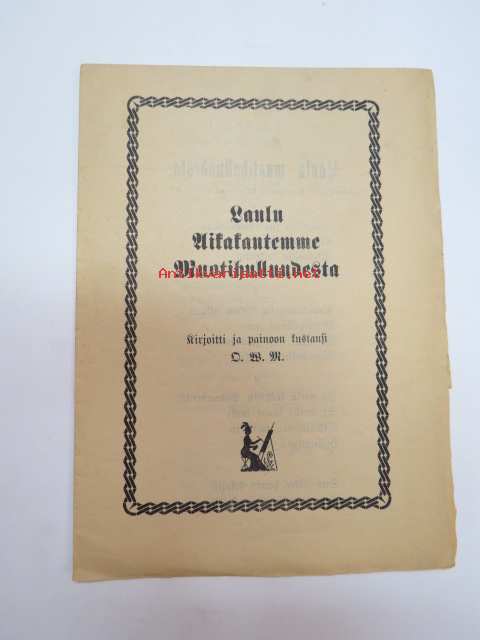 Laulu
Aikakautemme
Muotihulluudesta
Kirjoitti ja painoon kustansi
O. W. M.